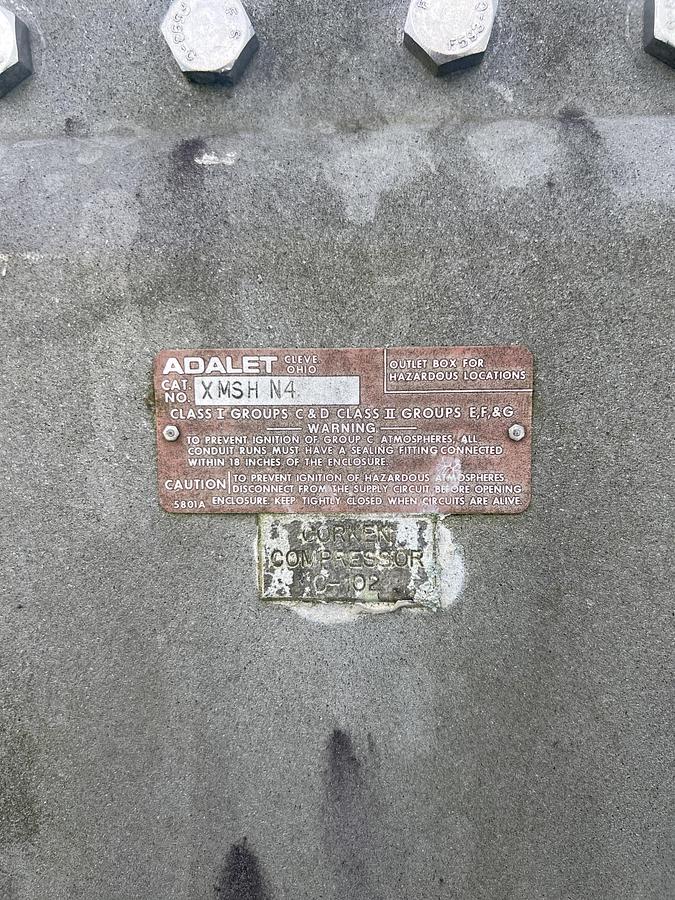 F593-C
F S
F593-C
ADALET CLEVE. OHIO
OUTLET BOX FOR
HAZARDOUS LOCATIONS
CAT. NO. XMSH N4
CLASS I GROUPS C & D CLASS II GROUPS E,F,&G
WARNING
TO PREVENT IGNITION OF GROUP C ATMOSPHERES, ALL
CONDUIT RUNS MUST HAVE A SEALING FITTING CONNECTED
WITHIN 18 INCHES OF THE ENCLOSURE.
CAUTION TO PREVENT IGNITION OF HAZARDOUS ATMOSPHERES,
DISCONNECT FROM THE SUPPLY CIRCUIT BEFORE OPENING
5801A ENCLOSURE. KEEP TIGHTLY CLOSED WHEN CIRCUITS ARE ALIVE.
CORKEN
COMPRESSOR
C-102